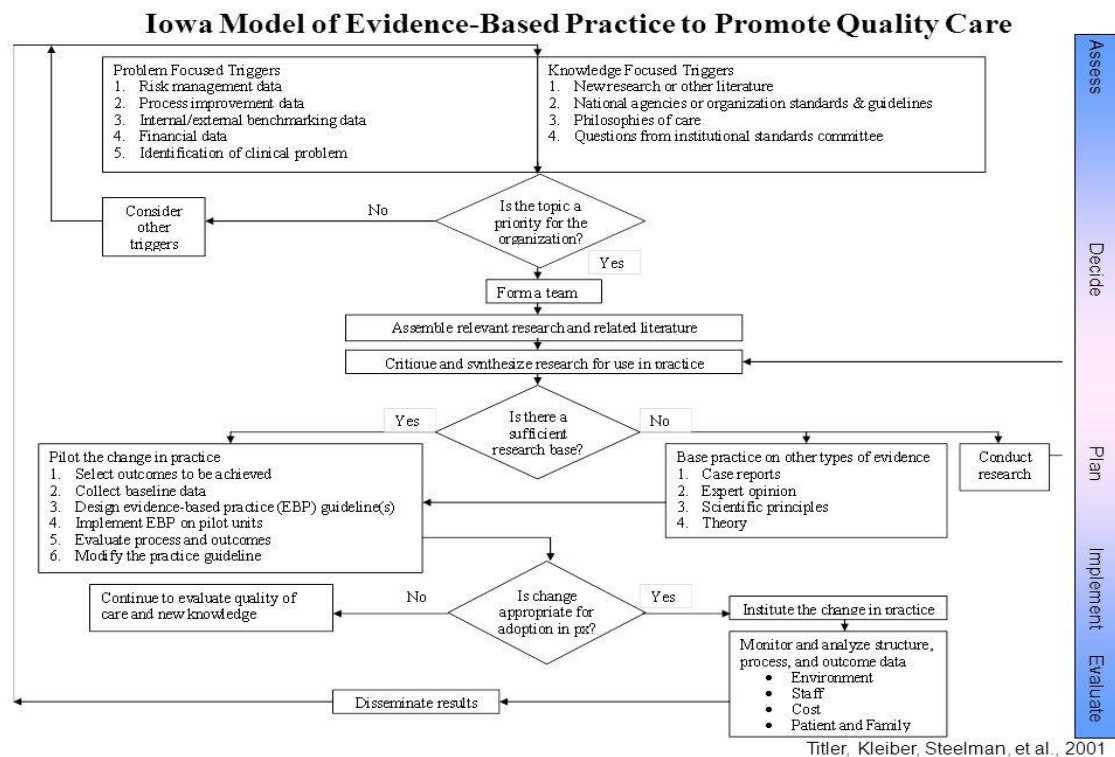 Iowa Model of Evidence-Based Practice to Promote Quality Care
Problem Focused Triggers
1. Risk management data
2. Process improvement data
3. Internal/external benchmarking data
4. Financial data
5. Identification of clinical problem
Knowledge Focused Triggers
1. New research or other literature
2. National agencies or organization standards & guidelines
3. Philosophies of care
4. Questions from institutional standards committee
Consider
other
triggers
No
Is the topic a
priority for the
organization?
Yes
Form a team
Assemble relevant research and related literature
Critique and synthesize research for use in practice
Yes
Is there a
sufficient
research base?
No
Pilot the change in practice
1. Select outcomes to be achieved
2. Collect baseline data
3. Design evidence-based practice (EBP) guideline(s)
4. Implement EBP on pilot units
5. Evaluate process and outcomes
6. Modify the practice guideline
Base practice on other types of evidence
1. Case reports
2. Expert opinion
3. Scientific principles
4. Theory
Conduct
research
Continue to evaluate quality of
care and new knowledge
No
Is change
appropriate for
adoption in px?
Yes
Institute the change in practice
Monitor and analyze structure,
process, and outcome data
• Environment
• Staff
• Cost
• Patient and Family
Disseminate results
Assess
Decide
Plan
Implement
Evaluate
Titler, Kleiber, Steelman, et al., 2001